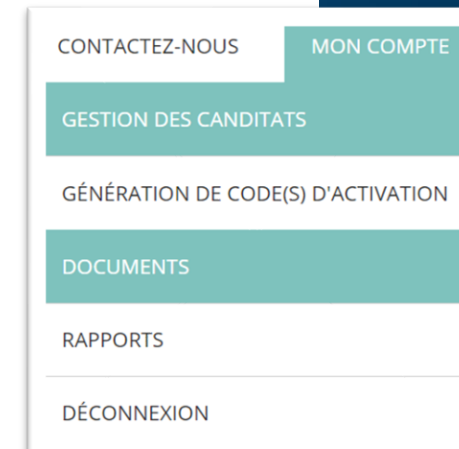 CONTACTEZ-NOUS MON COMPTE
GESTION DES CANDITATS
GÉNÉRATION DE CODE(S) D'ACTIVATION
DOCUMENTS
RAPPORTS
DÉCONNEXION